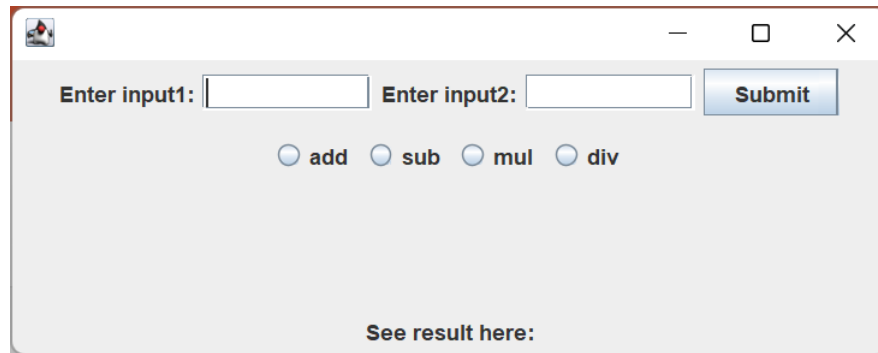 Enter input1: Enter input2: Submit
add sub mul div
See result here: